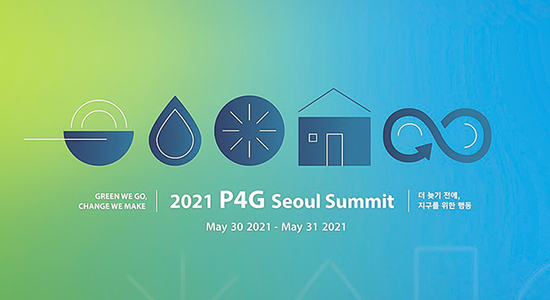 GREEN WE GO,
CHANGE WE MAKE
2021 P4G Seoul Summit
더 늦기 전에,
지구를 위한 행동
May 30 2021 - May 31 2021